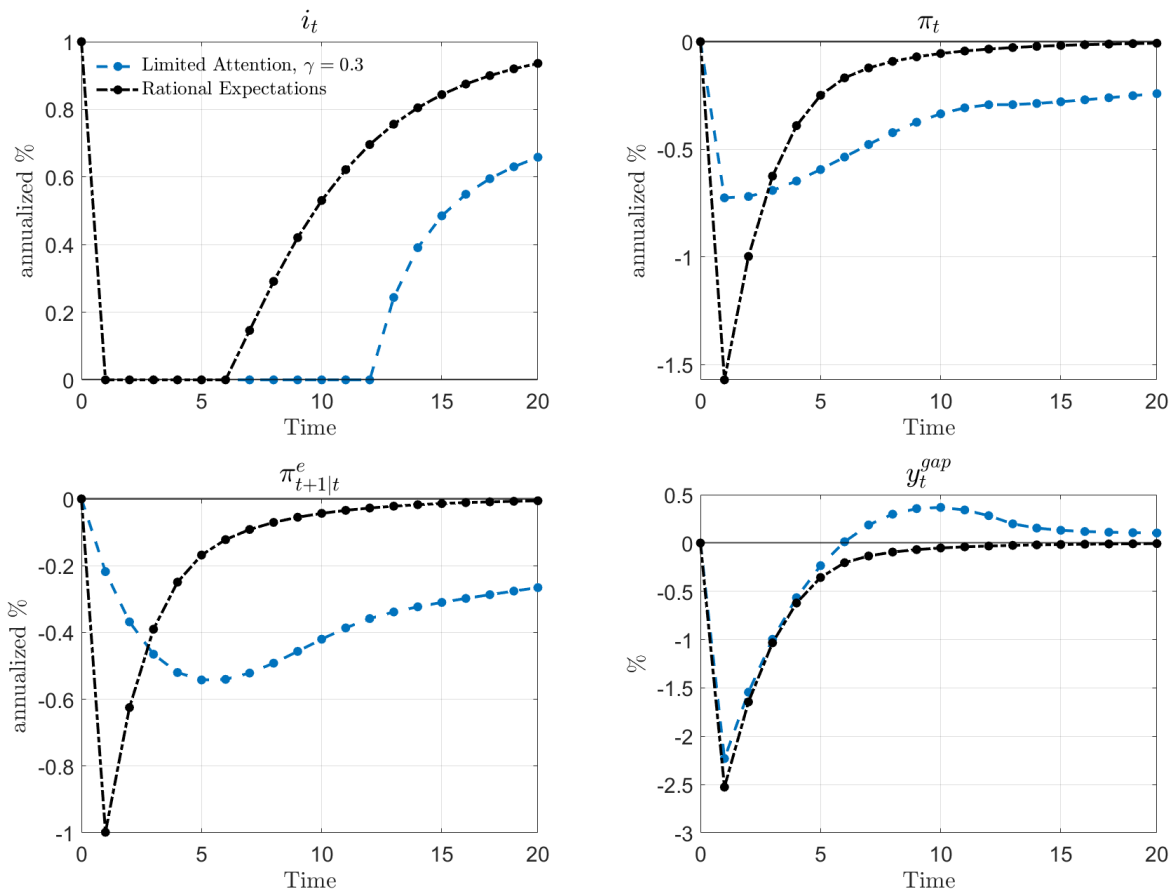 i_t
annualized %
1
0.8
0.6
0.4
0.2
0
Limited Attention, γ = 0.3
Rational Expectations
0 5 10 15 20
Time
π_t
annualized %
0
-0.5
-1
-1.5
0 5 10 15 20
Time
π^e_{t+1|t}
annualized %
0
-0.2
-0.4
-0.6
-0.8
-1
0 5 10 15 20
Time
y_t^{gap}
%
0.5
0
-0.5
-1
-1.5
-2
-2.5
-3
0 5 10 15 20
Time